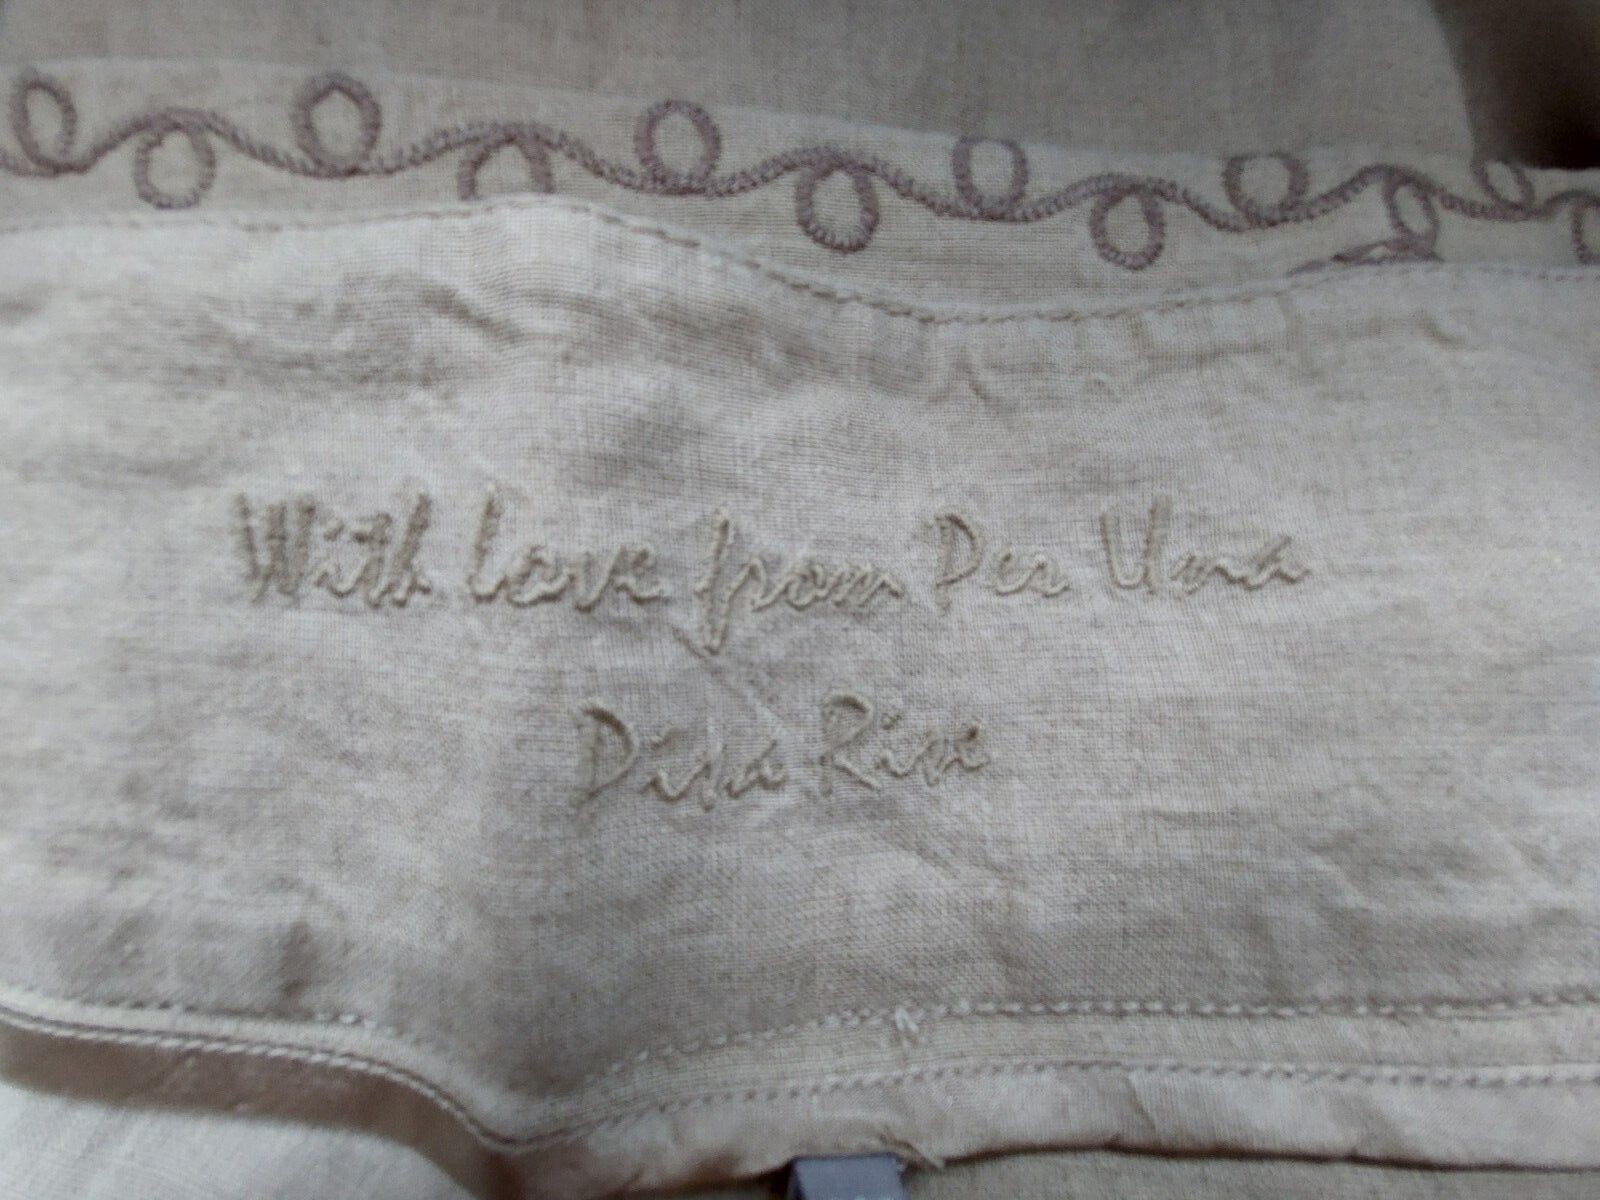 With Love from Per Una